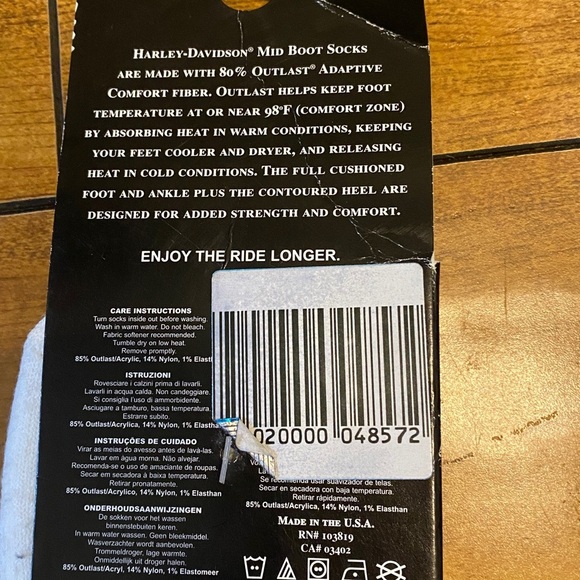 HARLEY-DAVIDSON® MID BOOT SOCKS
ARE MADE WITH 80% OUTLAST® ADAPTIVE
COMFORT FIBER. OUTLAST HELPS KEEP FOOT
TEMPERATURE AT OR NEAR 98°F (COMFORT ZONE)
BY ABSORBING HEAT IN WARM CONDITIONS, KEEPING
YOUR FEET COOLER AND DRYER, AND RELEASING
HEAT IN COLD CONDITIONS. THE FULL CUSHIONED
FOOT AND ANKLE PLUS THE CONTOURED HEEL ARE
DESIGNED FOR ADDED STRENGTH AND COMFORT.
ENJOY THE RIDE LONGER.
CARE INSTRUCTIONS
Turn socks inside out before washing.
Wash in warm water. Do not bleach.
Fabric softener recommended.
Tumble dry on low heat.
Remove promptly.
85% Outlast/Acrylic, 14% Nylon, 1%
ISTRUZIONI
Rovesciare i calzini prima di lavarli.
Lavarli in acqua calda. Non candeggiare.
Si consiglia l'uso di ammorbidente.
Asciugare a tamburo, bassa temperatura.
Estrarre subito.
85% Outlast/Acrylic, 14% Nylon, 1%
INSTRUÇÕES DE CUIDADO
Virar as meias do avesso antes de lavá-las.
Lavar em água morna. Não alvejar.
Recomenda-se o uso de amaciante de roupas.
Secar em secadora à baixa temperatura.
Retirar pronatamente.
85% Outlast/Acrylico, 14% Nylon, 1% Elasthan
ONDERHOUDSAANWIJZINGEN
De sokken voor het wassen
binnenstebuiten keren.
In warm water wassen. Geen bleekmiddel.
Wasverzachter wordt aanbevolen.
Trommeldroger, lage warmte.
Onmiddellijk uit droger halen.
85% Outlast/Acryl, 14% Nylon, 1% Elastomeer
020000 048572
Se recomienda usar suavizador de telas.
Secar en secadora con baja temperatura.
Retirar rápidamente.
85% Outlast/Acrílico, 14% Nylon, 1% Elasthan
MADE IN THE U.S.A.
RN# 103819
CA# 03402